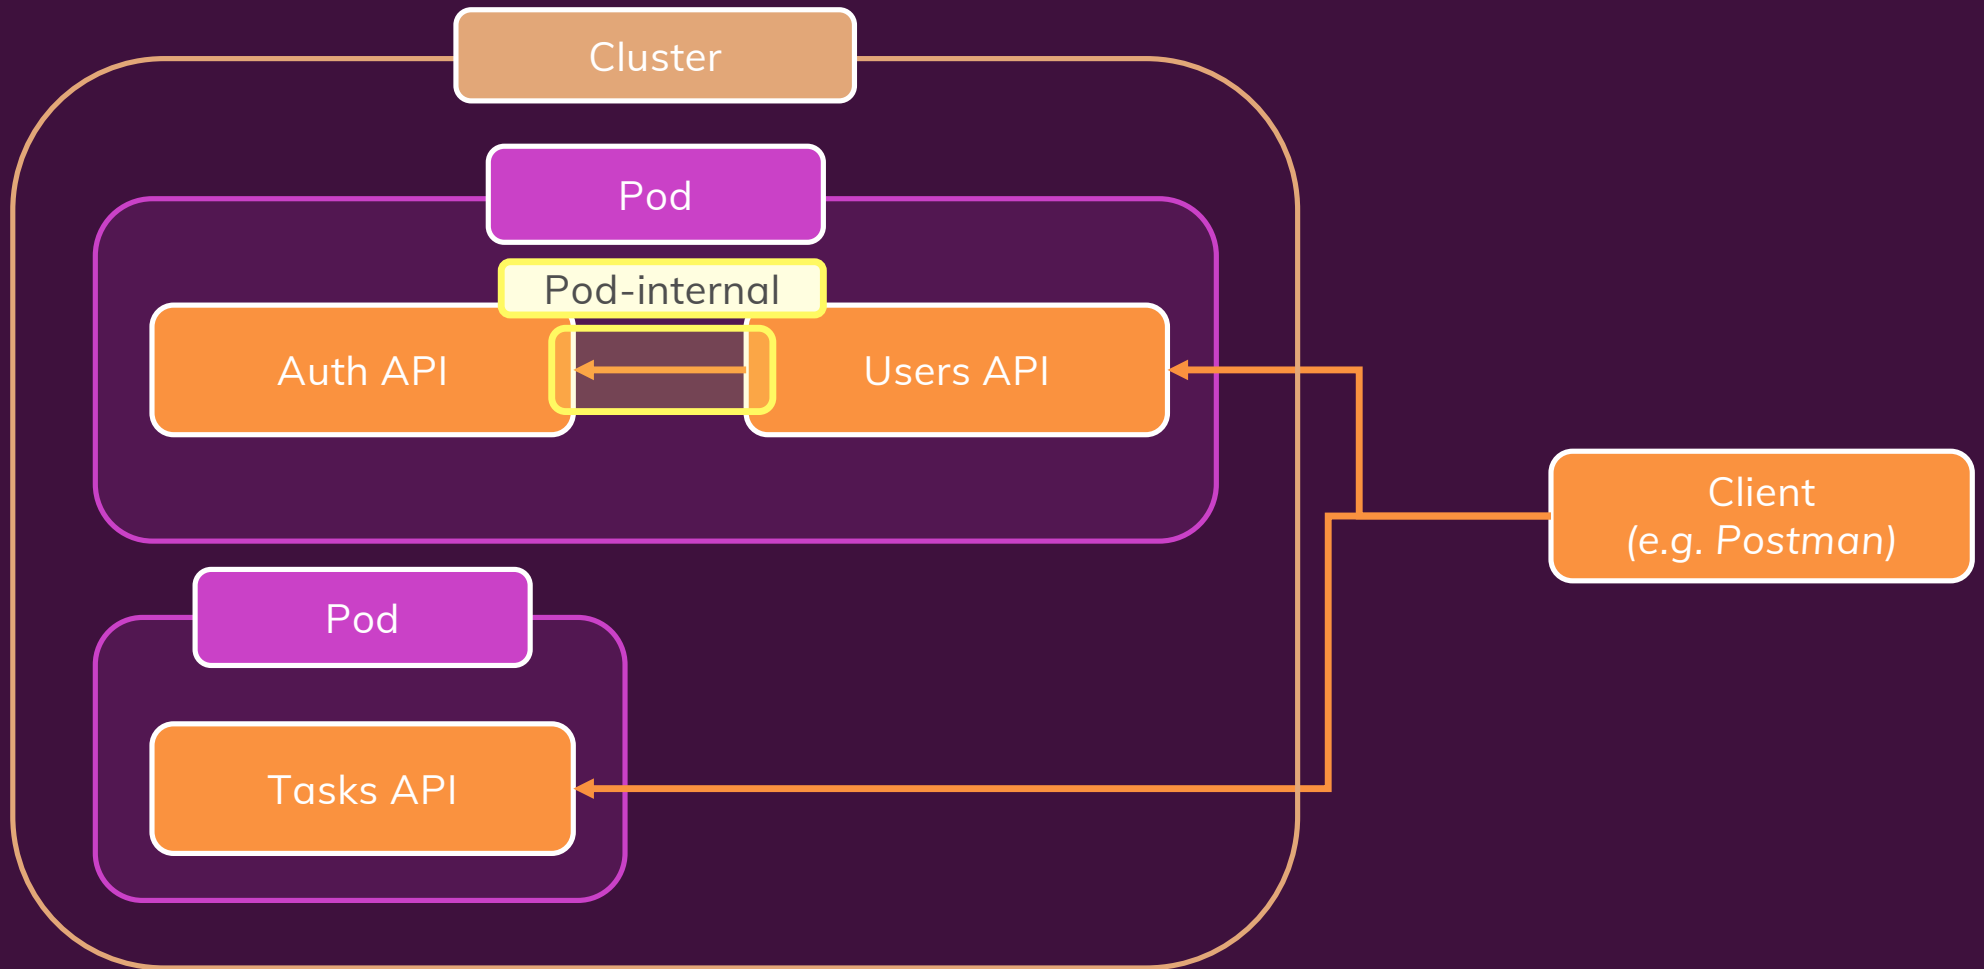 Cluster
Pod
Pod-internal
Auth API
Users API
Client
(e.g. Postman)
Pod
Tasks API